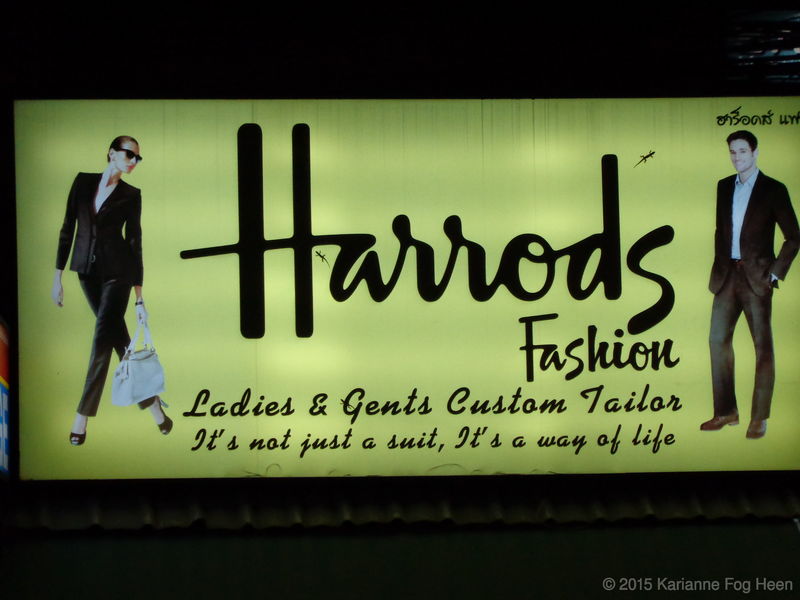 ฮาร็อดส์ แฟ
Harrods
Fashion
Ladies & Gents Custom Tailor
It's not just a suit, It's a way of life
© 2015 Karianne Fog Heen